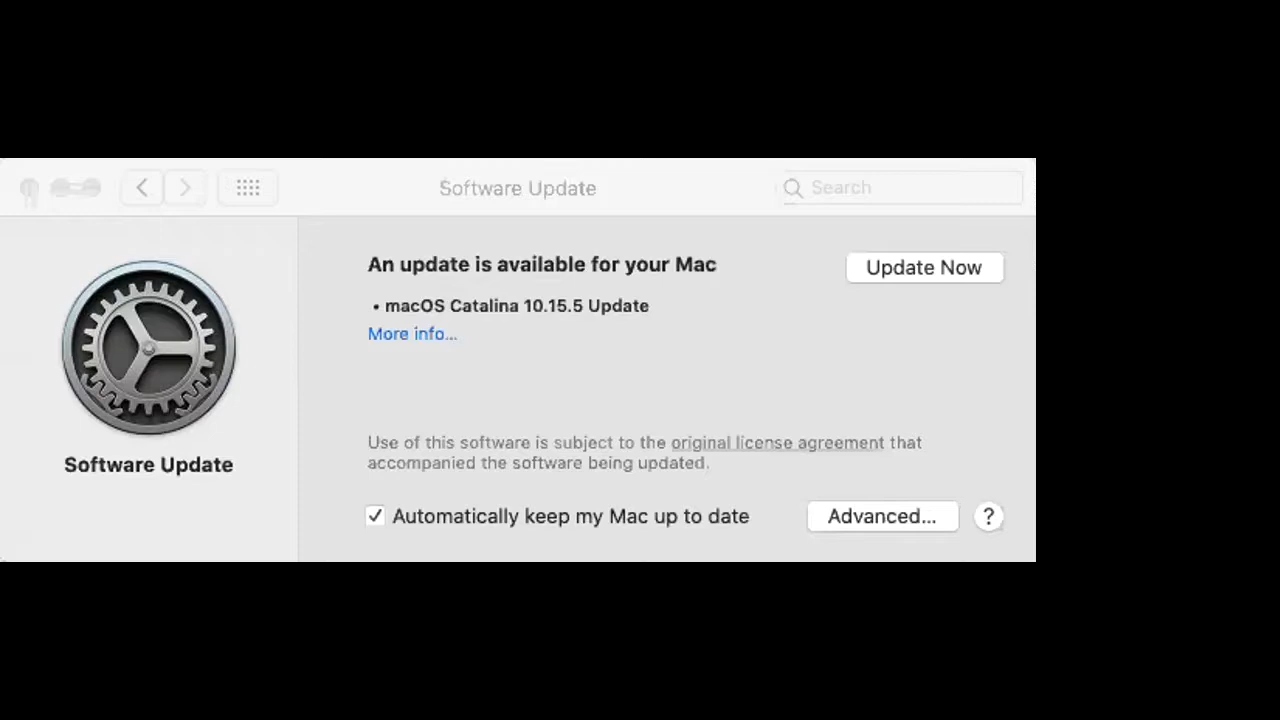 Software Update
Search
An update is available for your Mac
Update Now
• macOS Catalina 10.15.5 Update
More info...
Software Update
Use of this software is subject to the original license agreement that
accompanied the software being updated.
✓ Automatically keep my Mac up to date
Advanced...
?